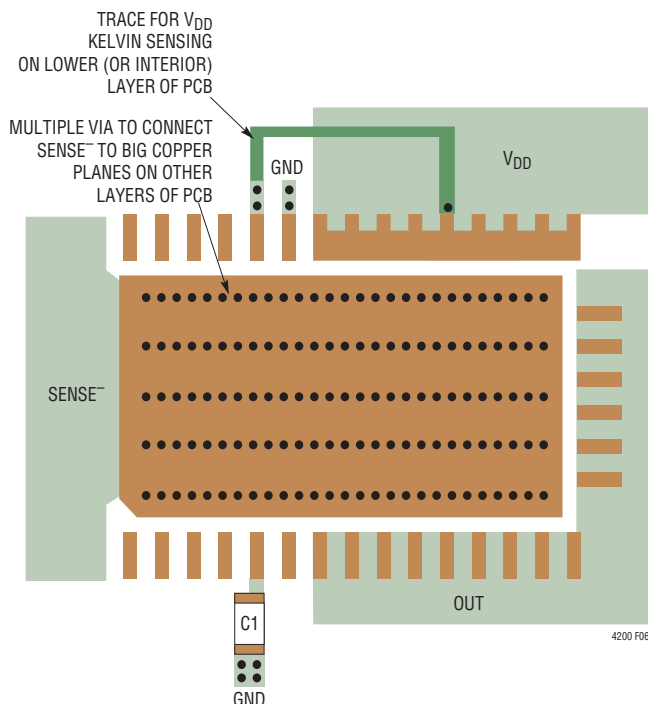 TRACE FOR VDD
KELVIN SENSING
ON LOWER (OR INTERIOR)
LAYER OF PCB
MULTIPLE VIA TO CONNECT
SENSE⁻ TO BIG COPPER
PLANES ON OTHER
LAYERS OF PCB
GND
VDD
SENSE⁻
OUT
C1
GND
4200 F06